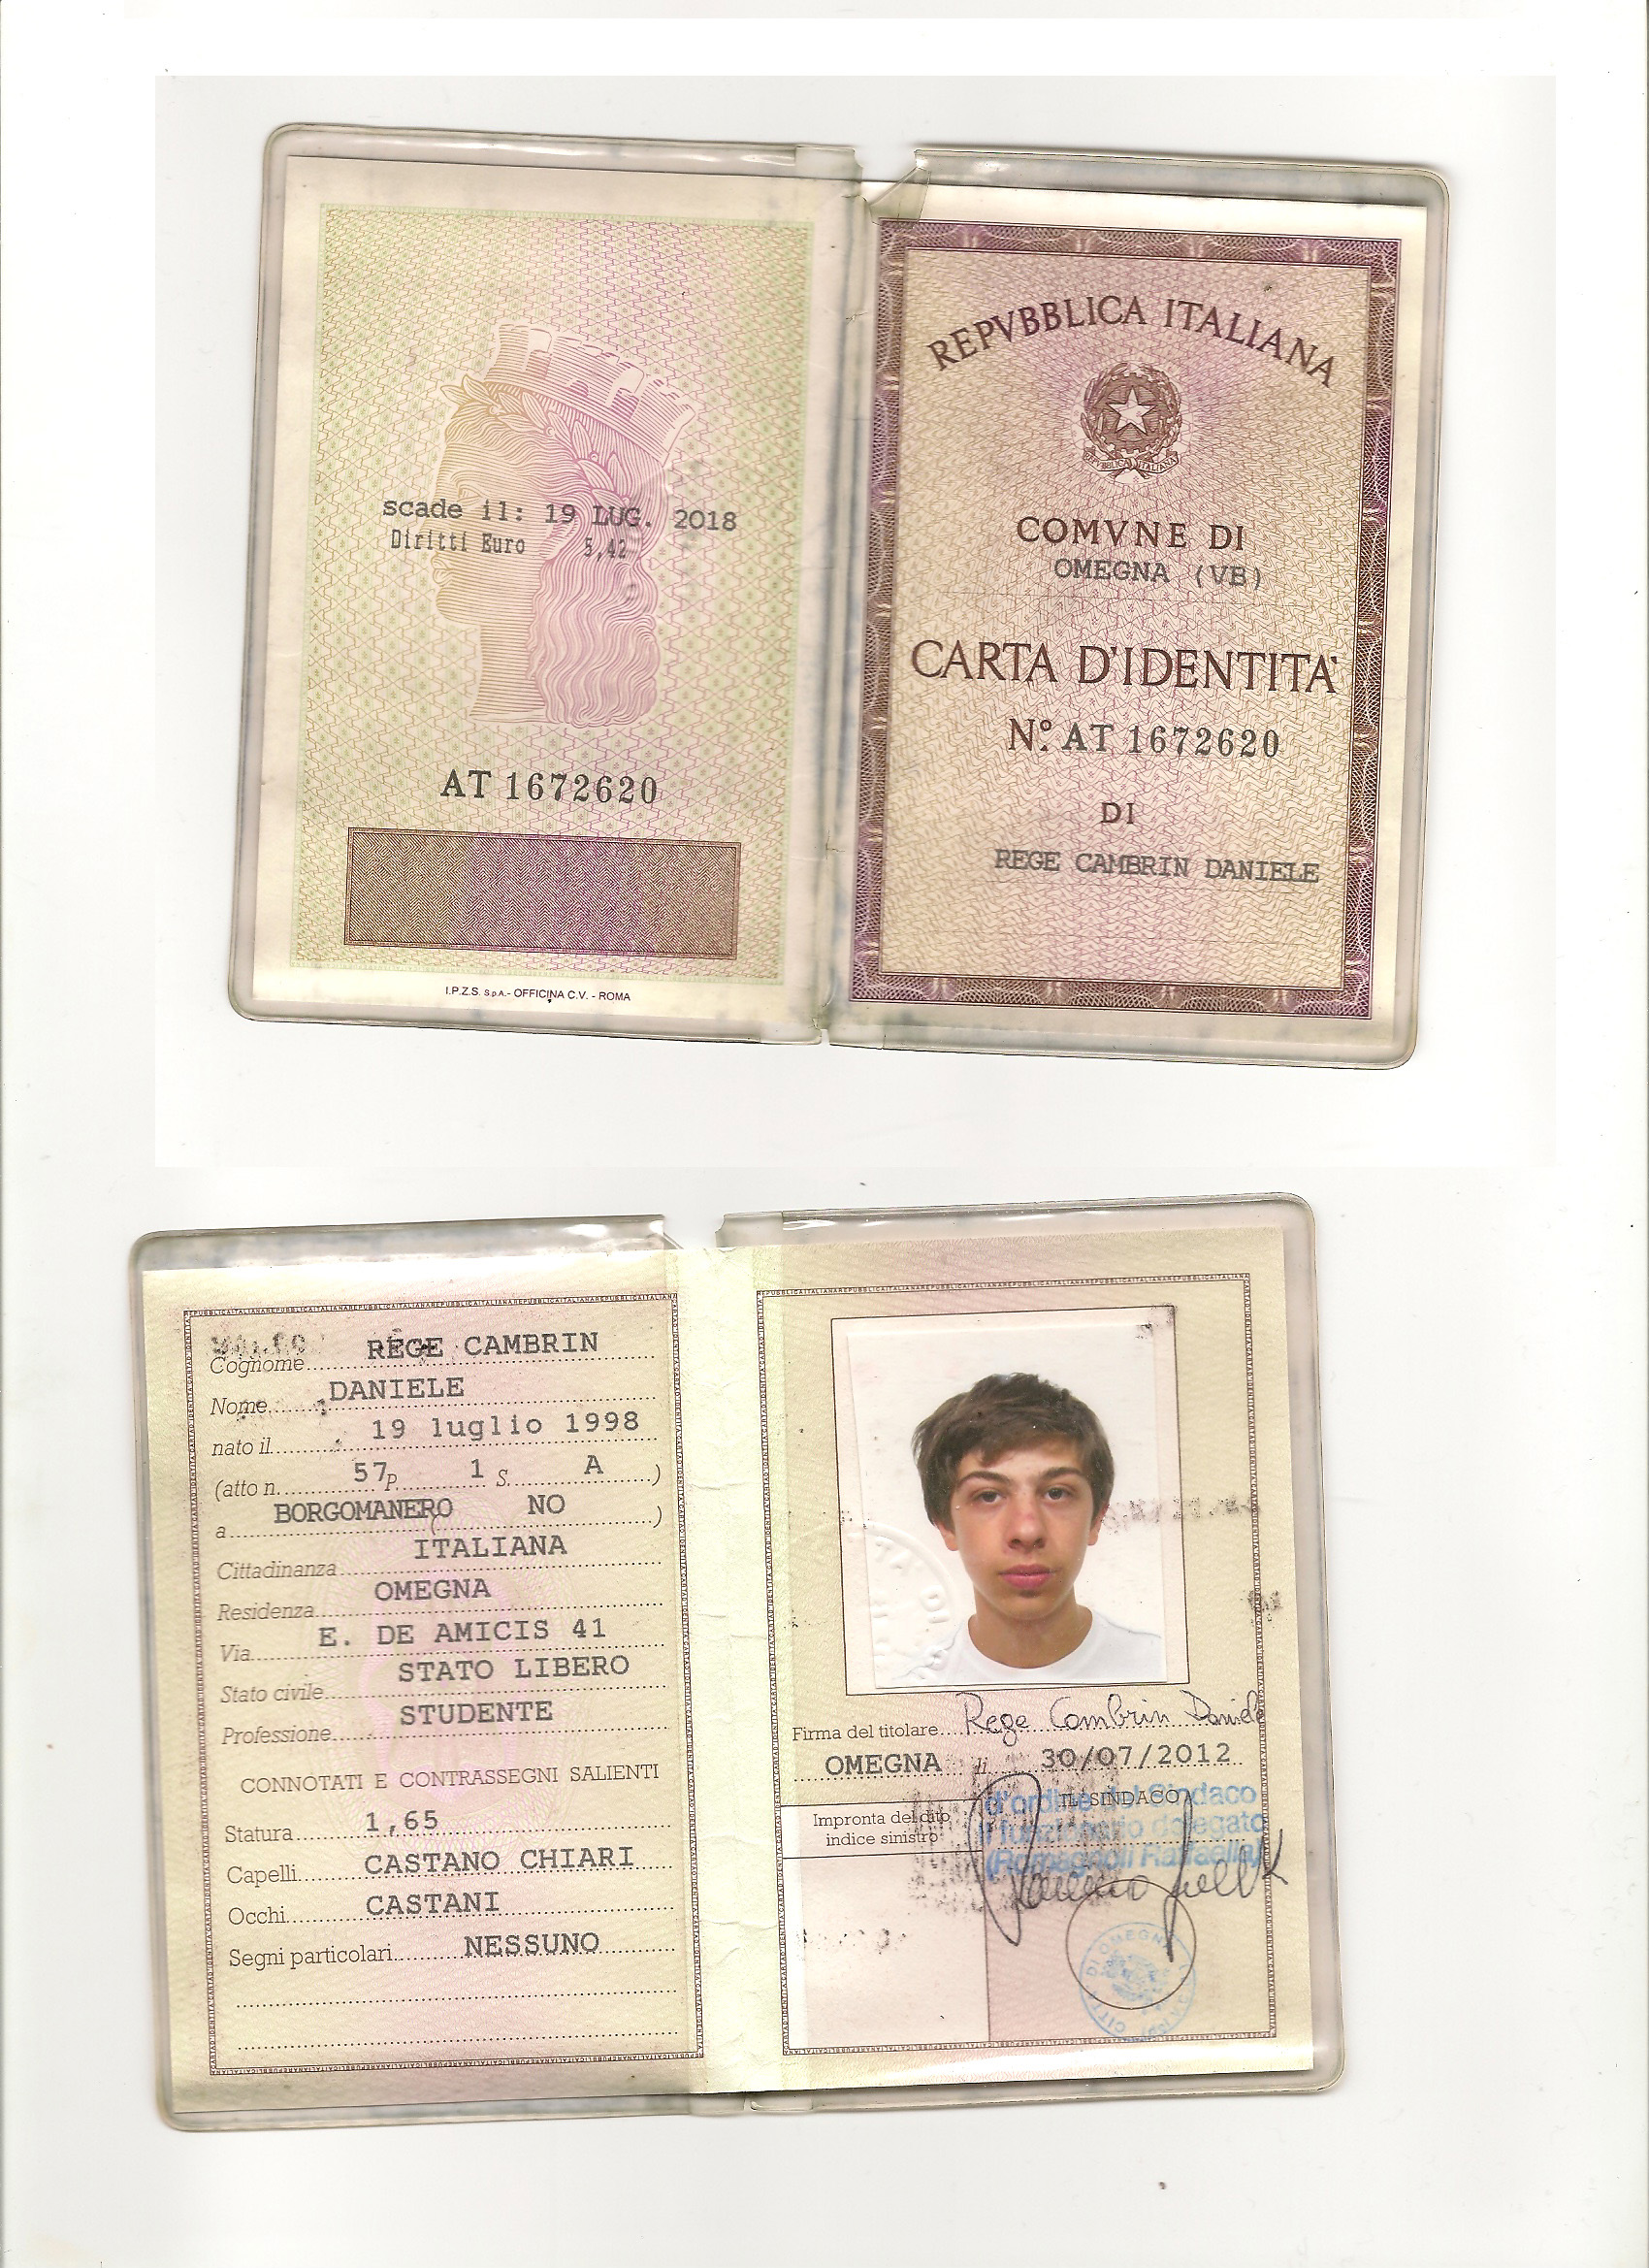 scade il: 19 LUG. 2018
Diritti Euro 5,42
AT 1672620
I.P.Z.S. S.p.A. - OFFICINA C.V. - ROMA
REPVBBLICA ITALIANA
REPVBBLICA ITALIANA
COMVNE DI
OMEGNA (VB)
CARTA D'IDENTITA'
N° AT 1672620
DI
REGE CAMBRIN DANIELE
Cognome REGE CAMBRIN
Nome DANIELE
nato il 19 luglio 1998
(atto n. 57 P. 1 S. A )
a BORGOMANERO ( NO )
Cittadinanza ITALIANA
Residenza OMEGNA
Via E. DE AMICIS 41
Stato civile STATO LIBERO
Professione STUDENTE
CONNOTATI E CONTRASSEGNI SALIENTI
Statura 1,65
Capelli CASTANO CHIARI
Occhi CASTANI
Segni particolari NESSUNO
Firma del titolare Rege Cambrin Daniele
OMEGNA li 30/07/2012
IL SINDACO
d'ordine del Sindaco
il funzionario delegato
(Romagnoli Raffaella)
Impronta del dito
indice sinistro
CITTA' DI OMEGNA